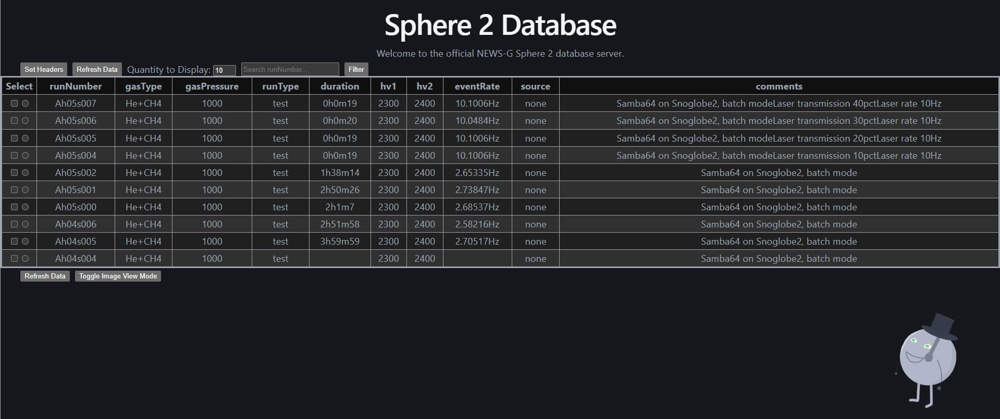 Sphere 2 Database
Welcome to the official NEWS-G Sphere 2 database server.
Set Headers Refresh Data Quantity to Display: 10 Search runNumber... Filter
Select runNumber gasType gasPressure runType duration hv1 hv2 eventRate source comments
Ah05s007 He+CH4 1000 test 0h0m19 2300 2400 10.1006Hz none Samba64 on Snoglobe2, batch modeLaser transmission 40pctLaser rate 10Hz
Ah05s006 He+CH4 1000 test 0h0m20 2300 2400 10.0484Hz none Samba64 on Snoglobe2, batch modeLaser transmission 30pctLaser rate 10Hz
Ah05s005 He+CH4 1000 test 0h0m19 2300 2400 10.1006Hz none Samba64 on Snoglobe2, batch modeLaser transmission 20pctLaser rate 10Hz
Ah05s004 He+CH4 1000 test 0h0m19 2300 2400 10.1006Hz none Samba64 on Snoglobe2, batch modeLaser transmission 10pctLaser rate 10Hz
Ah05s002 He+CH4 1000 test 1h38m14 2300 2400 2.65335Hz none Samba64 on Snoglobe2, batch mode
Ah05s001 He+CH4 1000 test 2h50m26 2300 2400 2.73847Hz none Samba64 on Snoglobe2, batch mode
Ah05s000 He+CH4 1000 test 2h1m7 2300 2400 2.68537Hz none Samba64 on Snoglobe2, batch mode
Ah04s006 He+CH4 1000 test 2h51m58 2300 2400 2.58216Hz none Samba64 on Snoglobe2, batch mode
Ah04s005 He+CH4 1000 test 3h59m59 2300 2400 2.70517Hz none Samba64 on Snoglobe2, batch mode
Ah04s004 He+CH4 1000 test 2300 2400 none Samba64 on Snoglobe2, batch mode
Refresh Data Toggle Image View Mode